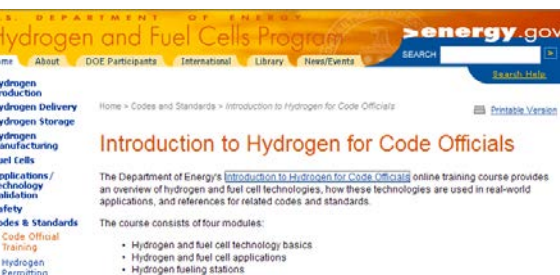 U.S. DEPARTMENT OF ENERGY
Hydrogen and Fuel Cells Program
energy.gov
SEARCH
Search Help
About
DOE Participants
International
Library
News/Events
Home > Codes and Standards > Introduction to Hydrogen for Code Officials
Printable Version
Hydrogen Delivery
Hydrogen Storage
Manufacturing
Fuel Cells
Applications/
Technology
Validation
Safety
Codes & Standards
Code Official
Training
Hydrogen
Permitting
Introduction to Hydrogen for Code Officials
The Department of Energy's Introduction to Hydrogen for Code Officials online training course provides
an overview of hydrogen and fuel cell technologies, how these technologies are used in real-world
applications, and references for related codes and standards.
The course consists of four modules:
• Hydrogen and fuel cell technology basics
• Hydrogen and fuel cell applications
• Hydrogen fueling stations